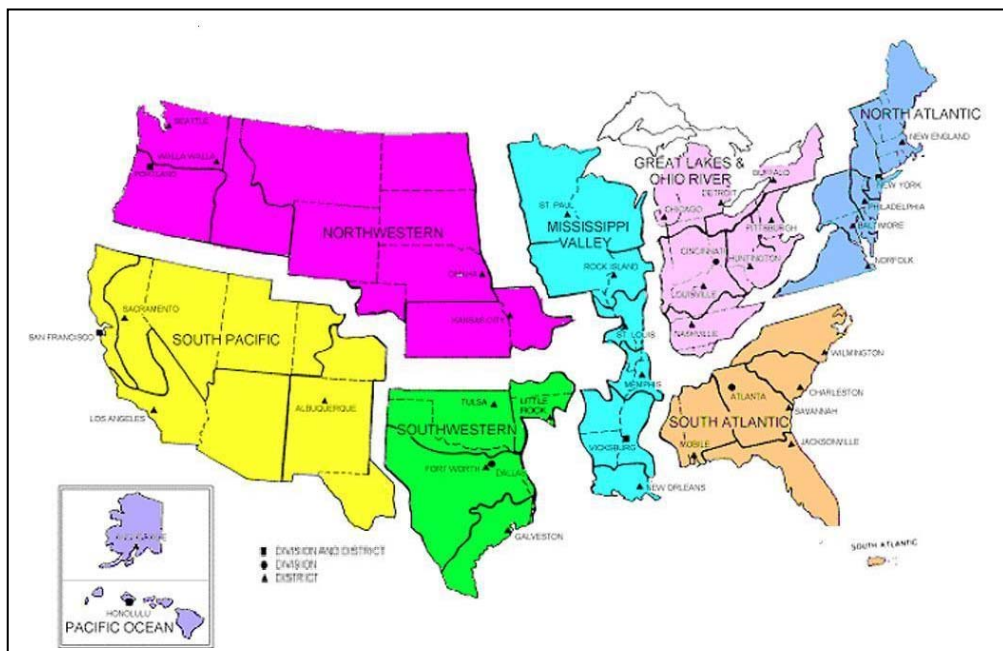 NORTH ATLANTIC
SEATTLE
NEW ENGLAND
WALLA WALLA
GREAT LAKES &
OHIO RIVER
BUFFALO
PORTLAND
DETROIT
NEW YORK
ST. PAUL
CHICAGO
PHILADELPHIA
MISSISSIPPI
VALLEY
PITTSBURGH
BALTIMORE
NORTHWESTERN
CINCINNATI
HUNTINGTON
NORFOLK
OMAHA
ROCK ISLAND
LOUISVILLE
SACRAMENTO
KANSAS CITY
ST. LOUIS
NASHVILLE
SAN FRANCISCO
SOUTH PACIFIC
WILMINGTON
MEMPHIS
ATLANTA
CHARLESTON
ALBUQUERQUE
TULSA
LITTLE
ROCK
SAVANNAH
LOS ANGELES
SOUTHWESTERN
SOUTH ATLANTIC
VICKSBURG
MOBILE
JACKSONVILLE
FORT WORTH
DALLAS
NEW ORLEANS
GALVESTON
ANCHORAGE
SOUTH ATLANTIC
DIVISION AND DISTRICT
DIVISION
DISTRICT
HONOLULU
PACIFIC OCEAN